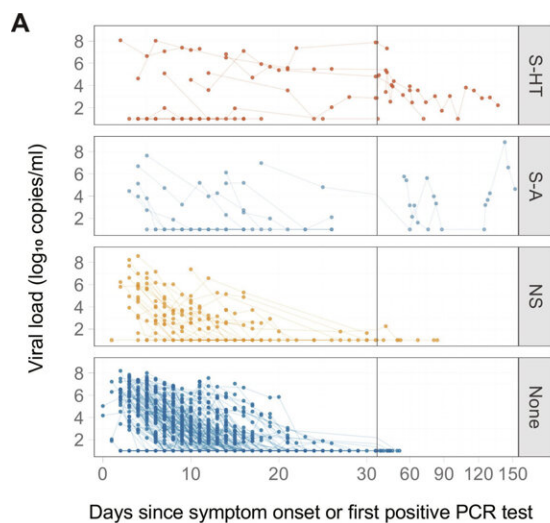 A
8
6
4
2
S-HT
8
6
4
2
S-A
8
6
4
2
NS
8
6
4
2
None
Viral load (log₁₀ copies/ml)
0 10 20 30 60 90 120 150
Days since symptom onset or first positive PCR test